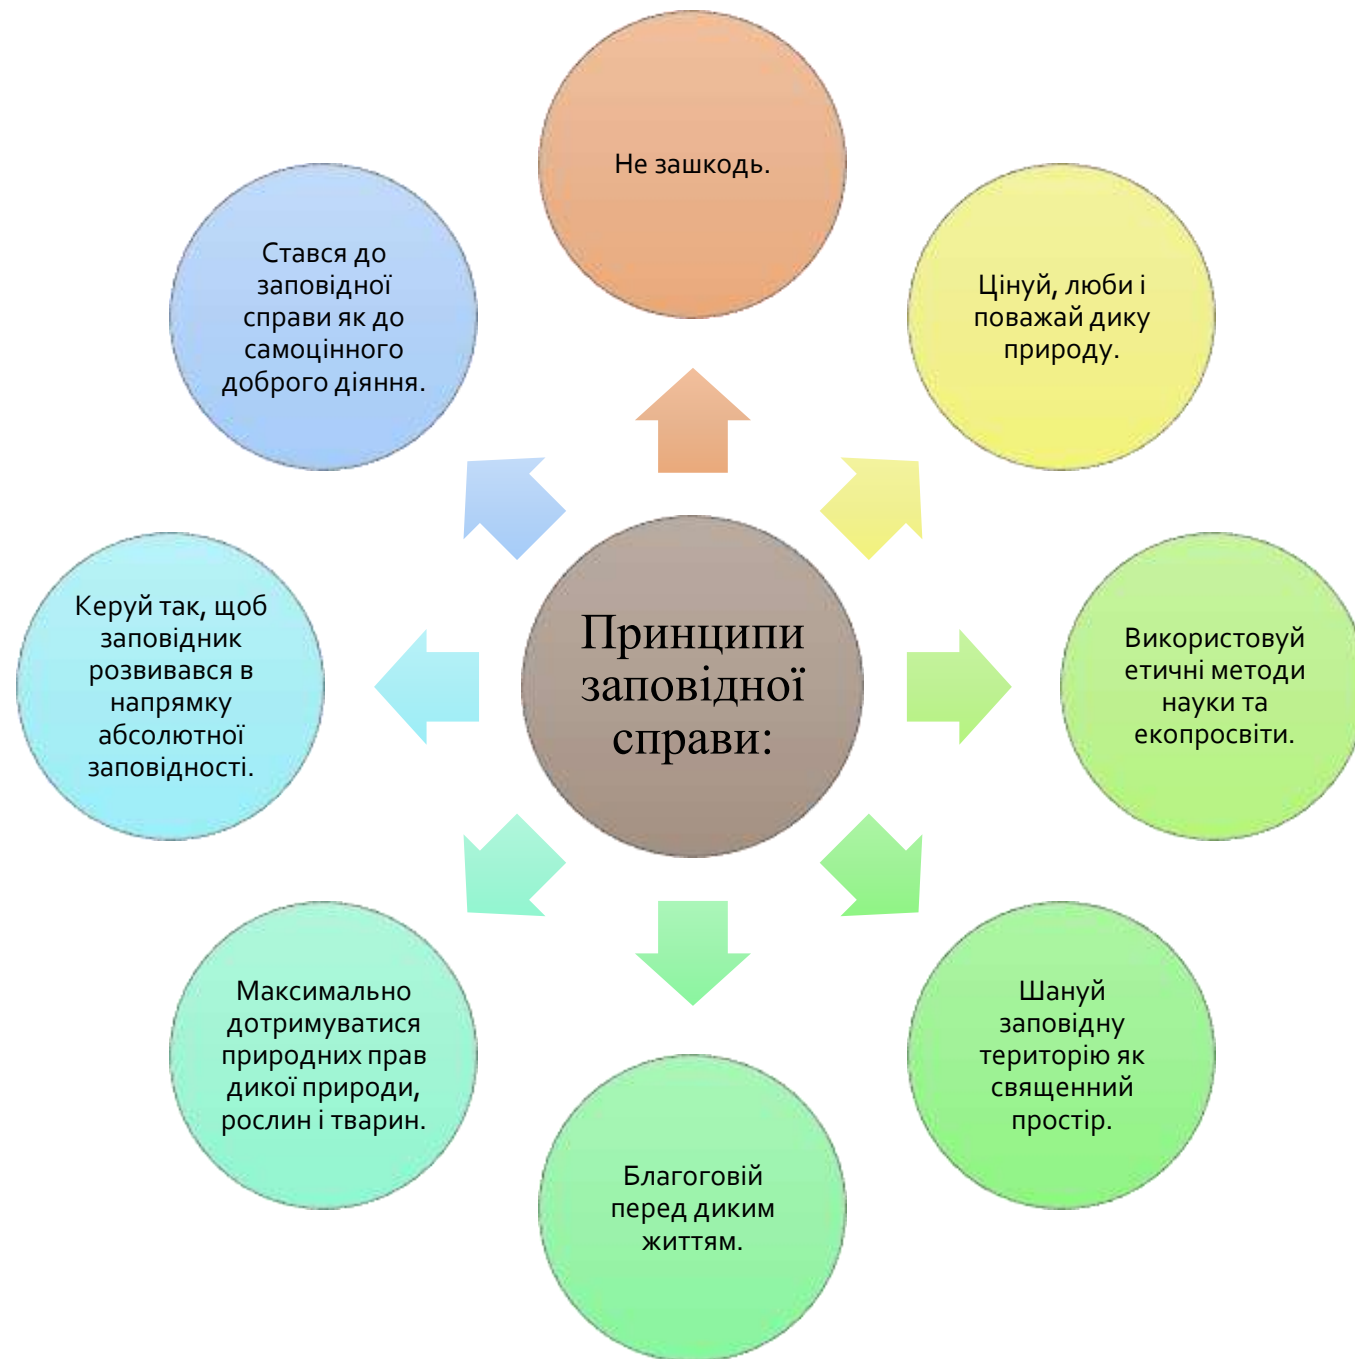 Принципи
заповідної
справи:
Не зашкодь.
Цінуй, люби і
поважай дику
природу.
Використовуй
етичні методи
науки та
екопросвіти.
Шануй
заповідну
територію як
священний
простір.
Благоговій
перед диким
життям.
Максимально
дотримуватися
природних прав
дикої природи,
рослин і тварин.
Керуй так, щоб
заповідник
розвивався в
напрямку
абсолютної
заповідності.
Стався до
заповідної
справи як до
самоцінного
доброго діяння.